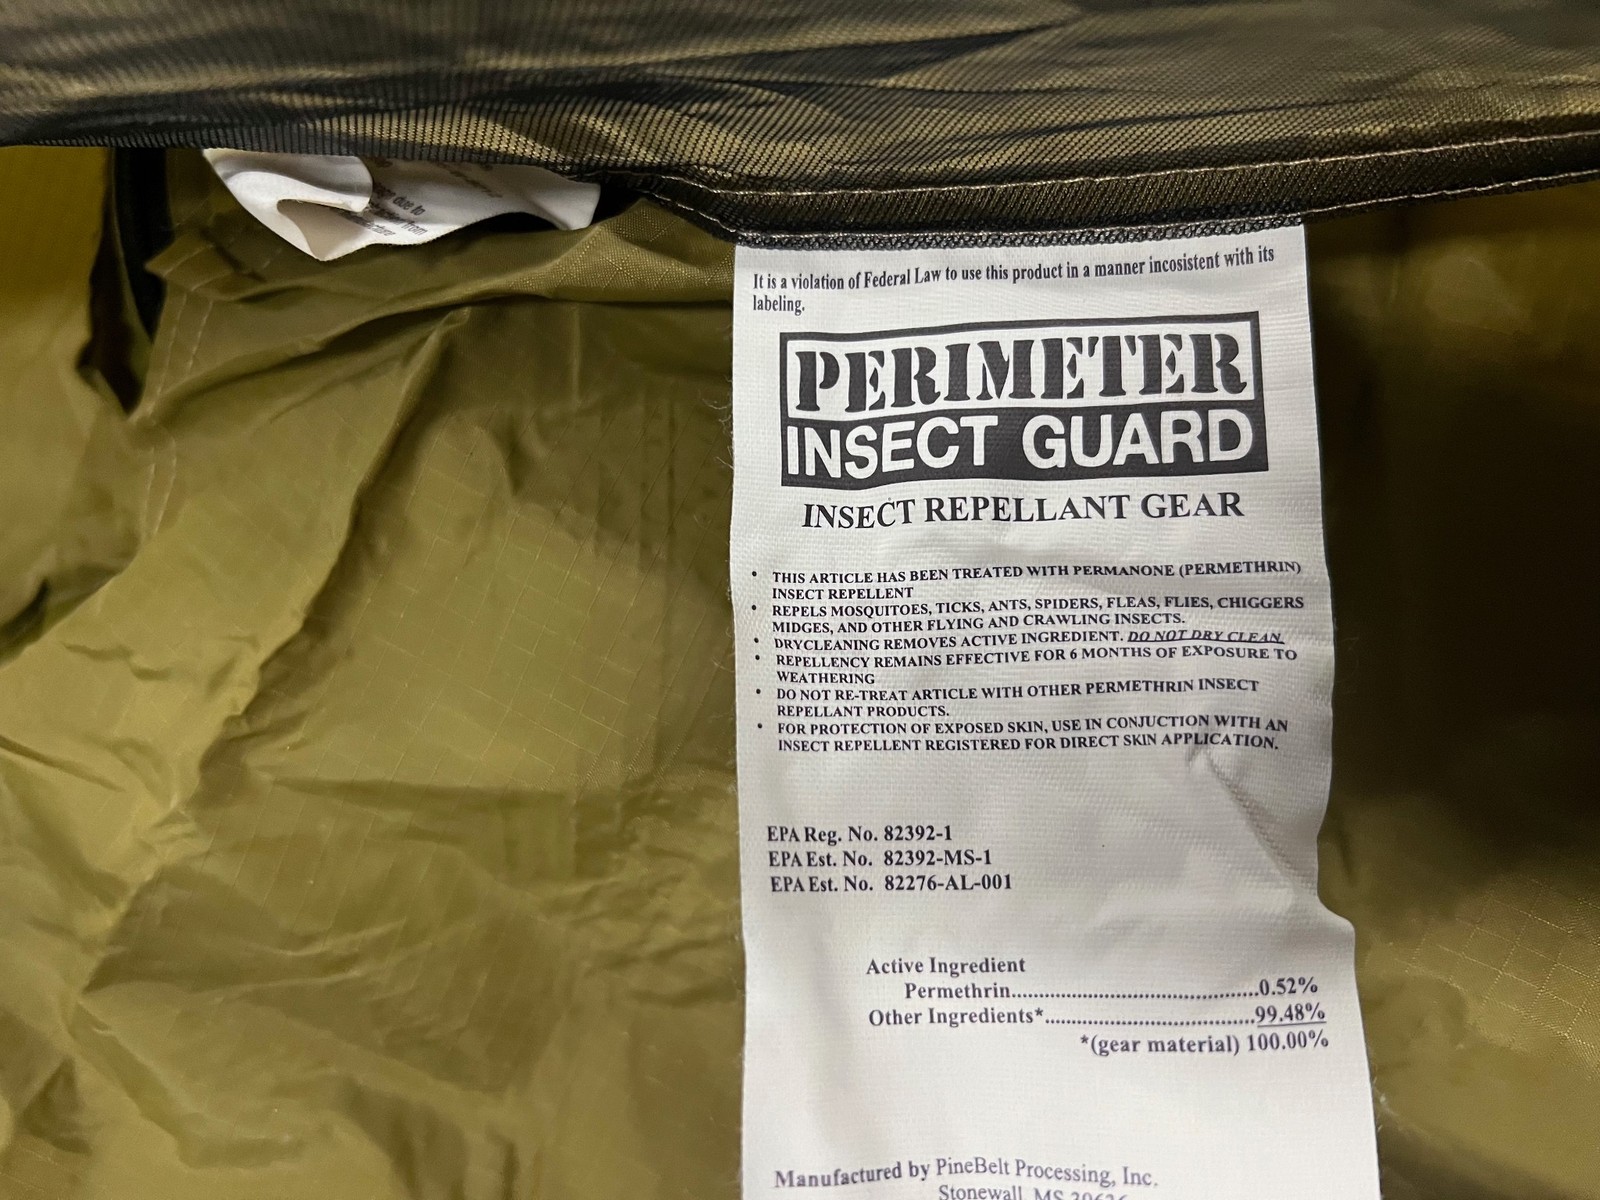 due to
from
It is a violation of Federal Law to use this product in a manner incosistent with its
labeling.
PERIMETER
INSECT GUARD
INSECT REPELLANT GEAR
• THIS ARTICLE HAS BEEN TREATED WITH PERMANONE (PERMETHRIN)
INSECT REPELLENT
• REPELS MOSQUITOES, TICKS, ANTS, SPIDERS, FLEAS, FLIES, CHIGGERS
MIDGES, AND OTHER FLYING AND CRAWLING INSECTS.
• DRYCLEANING REMOVES ACTIVE INGREDIENT. DO NOT DRY CLEAN.
• REPELLENCY REMAINS EFFECTIVE FOR 6 MONTHS OF EXPOSURE TO
WEATHERING
• DO NOT RE-TREAT ARTICLE WITH OTHER PERMETHRIN INSECT
REPELLANT PRODUCTS.
• FOR PROTECTION OF EXPOSED SKIN, USE IN CONJUCTION WITH AN
INSECT REPELLENT REGISTERED FOR DIRECT SKIN APPLICATION.
EPA Reg. No. 82392-1
EPA Est. No. 82392-MS-1
EPA Est. No. 82276-AL-001
Active Ingredient
Permethrin..........................................0.52%
Other Ingredients*...................................99.48%
*(gear material) 100.00%
Manufactured by PineBelt Processing, Inc.
Stonewall, MS